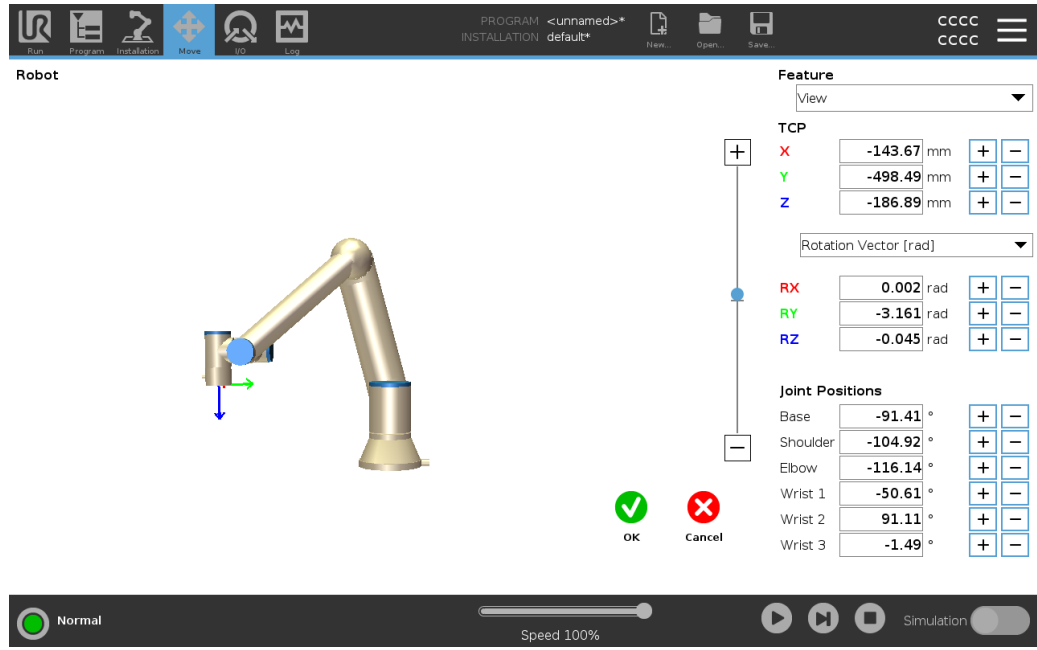 PROGRAM <unnamed>*
INSTALLATION default*
CCCC
CCCC
Run Program Installation Move I/O Log New... Open... Save...
Robot
Feature
View
TCP
X -143.67 mm + −
Y -498.49 mm + −
Z -186.89 mm + −
Rotation Vector [rad]
RX 0.002 rad + −
RY -3.161 rad + −
RZ -0.045 rad + −
Joint Positions
Base -91.41 ° + −
Shoulder -104.92 ° + −
Elbow -116.14 ° + −
Wrist 1 -50.61 ° + −
Wrist 2 91.11 ° + −
Wrist 3 -1.49 ° + −
OK Cancel
Normal
Speed 100%
Simulation